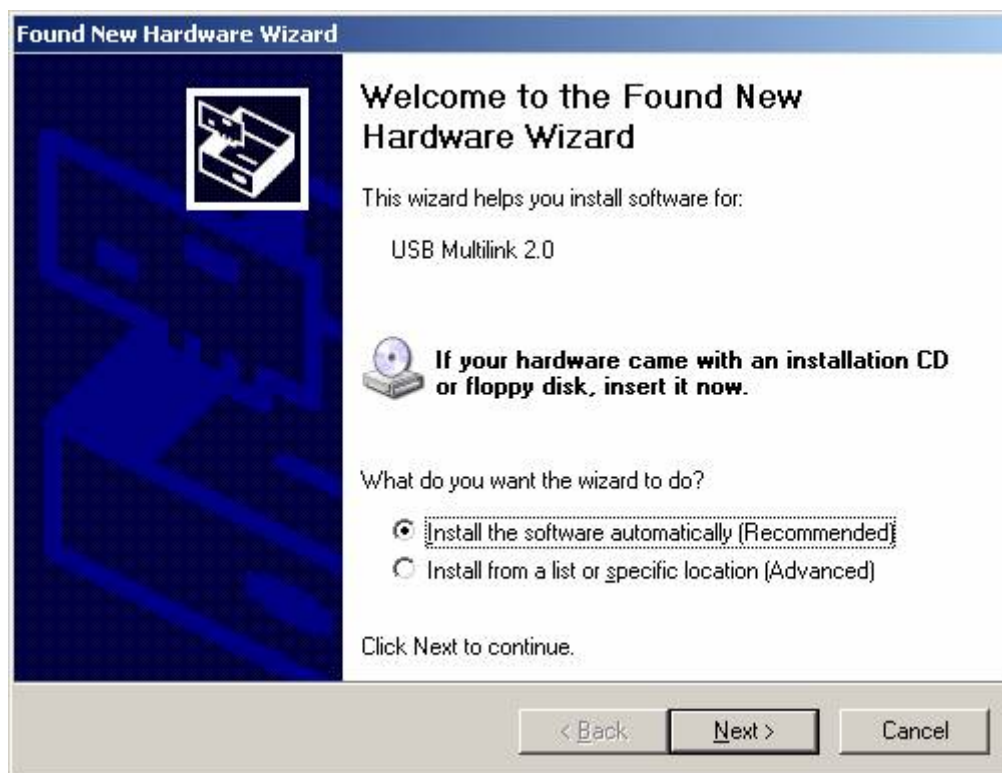 Found New Hardware Wizard
Welcome to the Found New
Hardware Wizard
This wizard helps you install software for:
USB Multilink 2.0
If your hardware came with an installation CD
or floppy disk, insert it now.
What do you want the wizard to do?
Install the software automatically (Recommended)
Install from a list or specific location (Advanced)
Click Next to continue.
< Back Next > Cancel